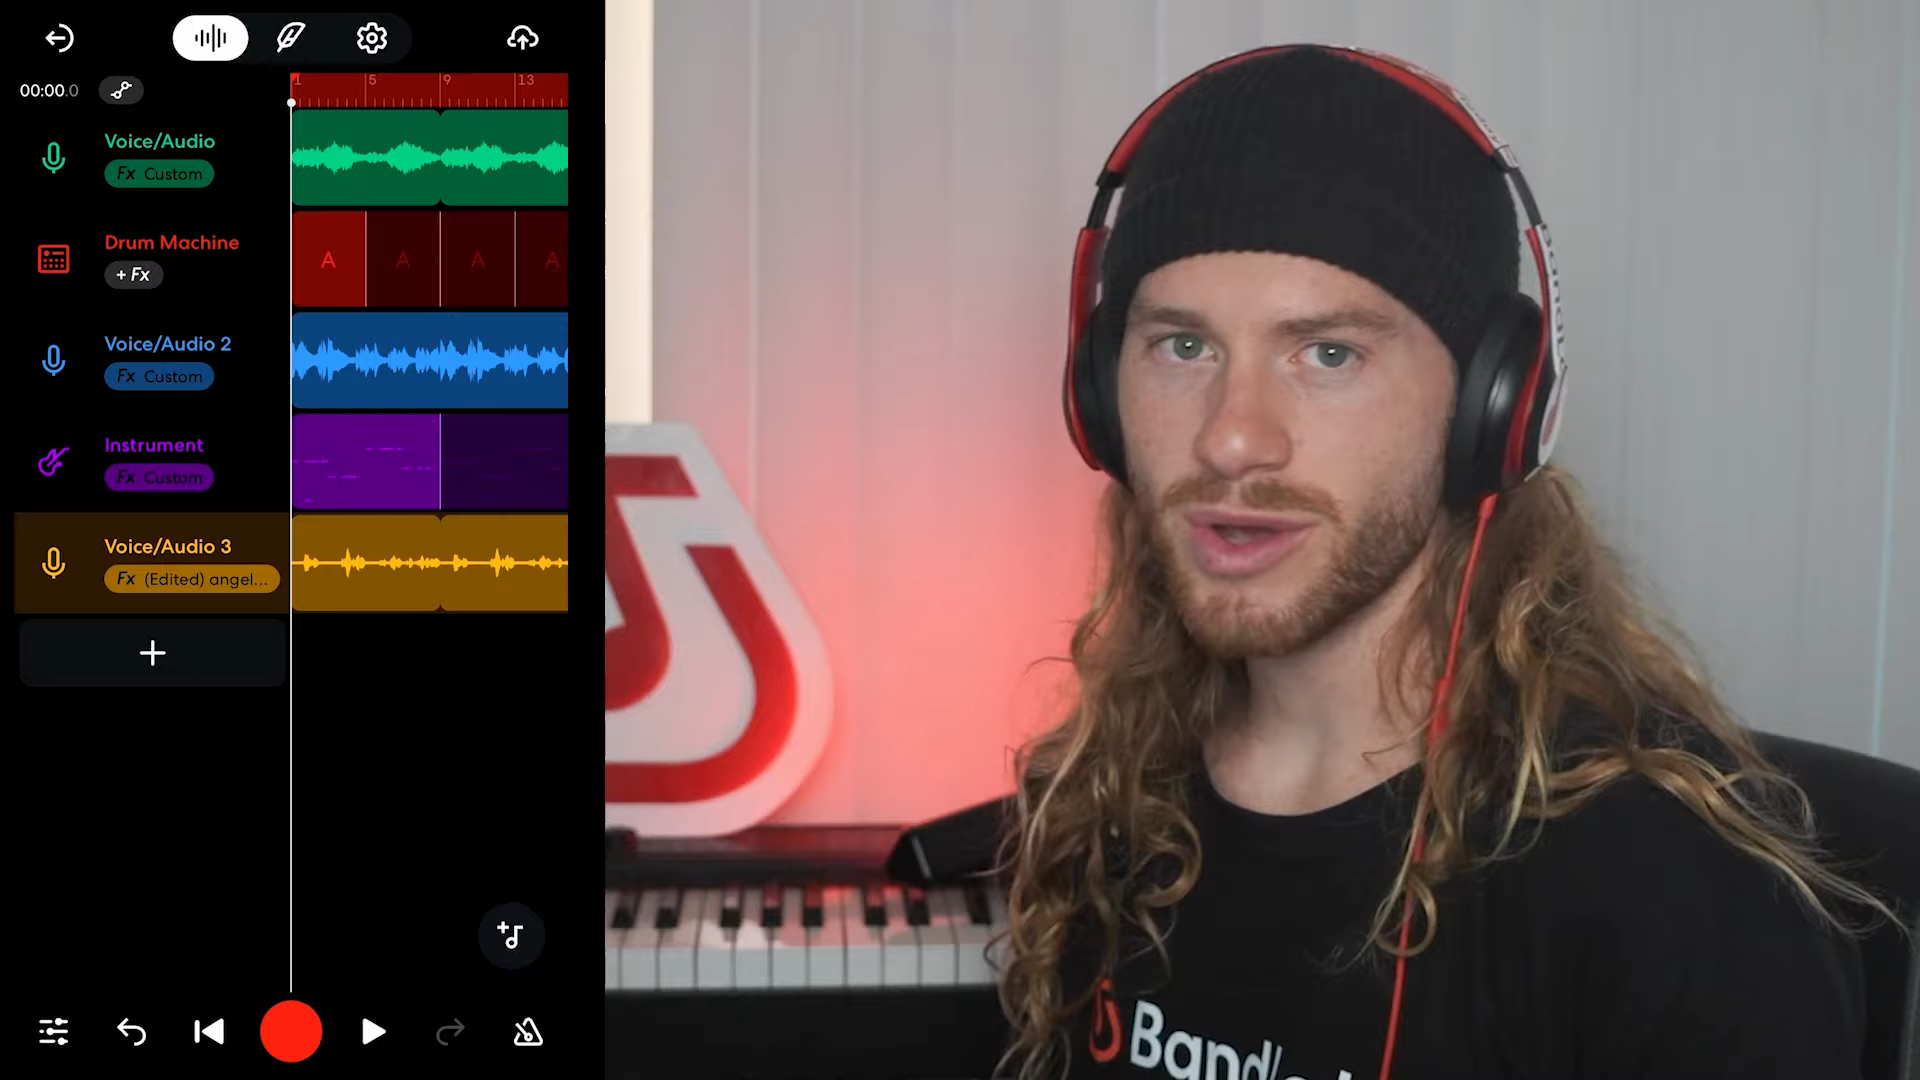 00:00.0
1 5 9 13
Voice/Audio
Fx Custom
Drum Machine
+ Fx
A A A A
Voice/Audio 2
Fx Custom
Instrument
Fx Custom
Voice/Audio 3
Fx (Edited) angel...